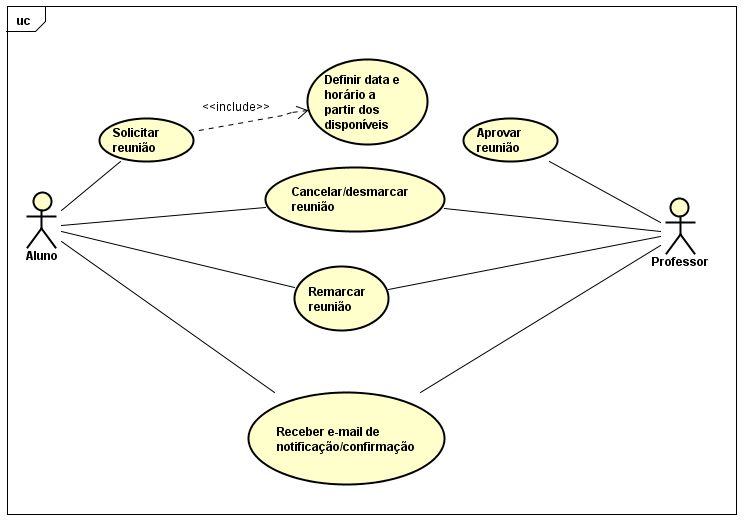 uc
Definir data e
horário a
partir dos
disponíveis
<<include>>
Solicitar
reunião
Aprovar
reunião
Cancelar/desmarcar
reunião
Aluno
Professor
Remarcar
reunião
Receber e-mail de
notificação/confirmação